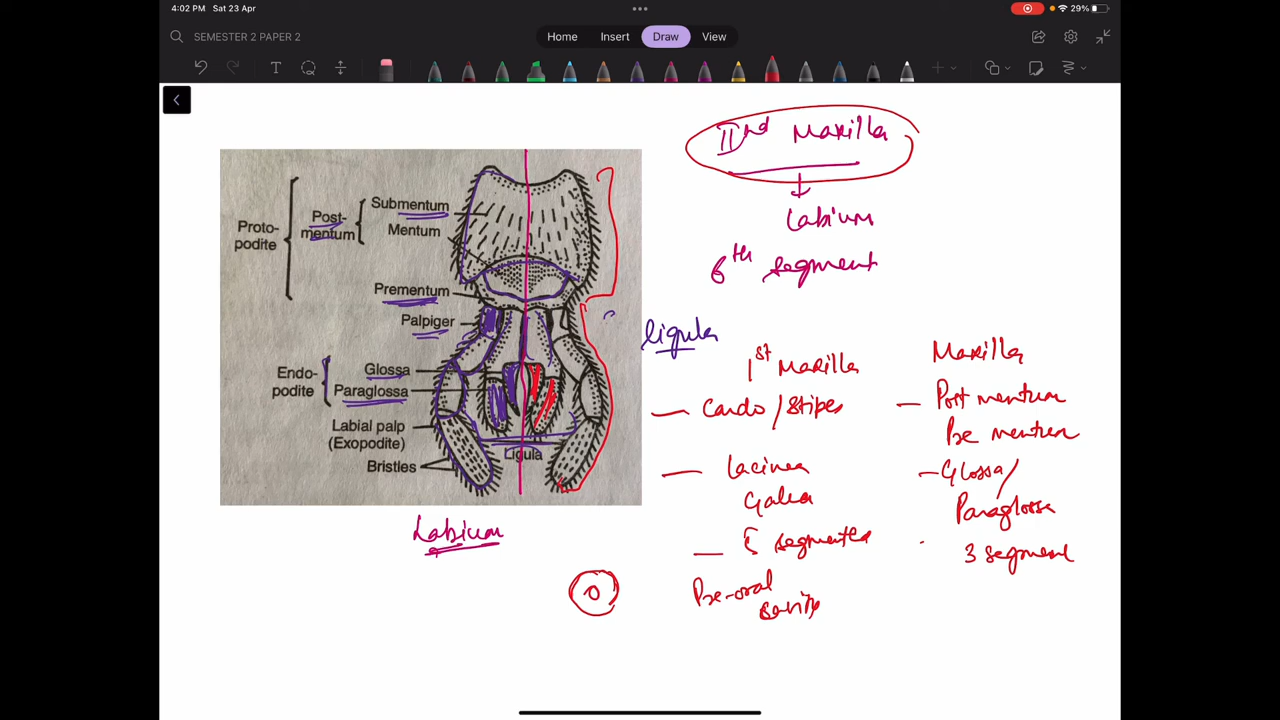 4:02 PM Sat 23 Apr
29%
SEMESTER 2 PAPER 2
Home Insert Draw View
IInd Maxilla
Labium
6th segment
Submentum
Post-
mentum
Mentum
Proto-
podite
Prementum
Palpiger
Glossa
Endo-
podite
Paraglossa
Labial palp
(Exopodite)
Bristles
Ligula
Labium
ligula
1st Maxilla
Cardo/Stipes
Lacinea
Galea
5 segmented
Pre-oral
Maxilla
Post mentum
Pre mentum
Glossa/
Paraglossa
3 segment